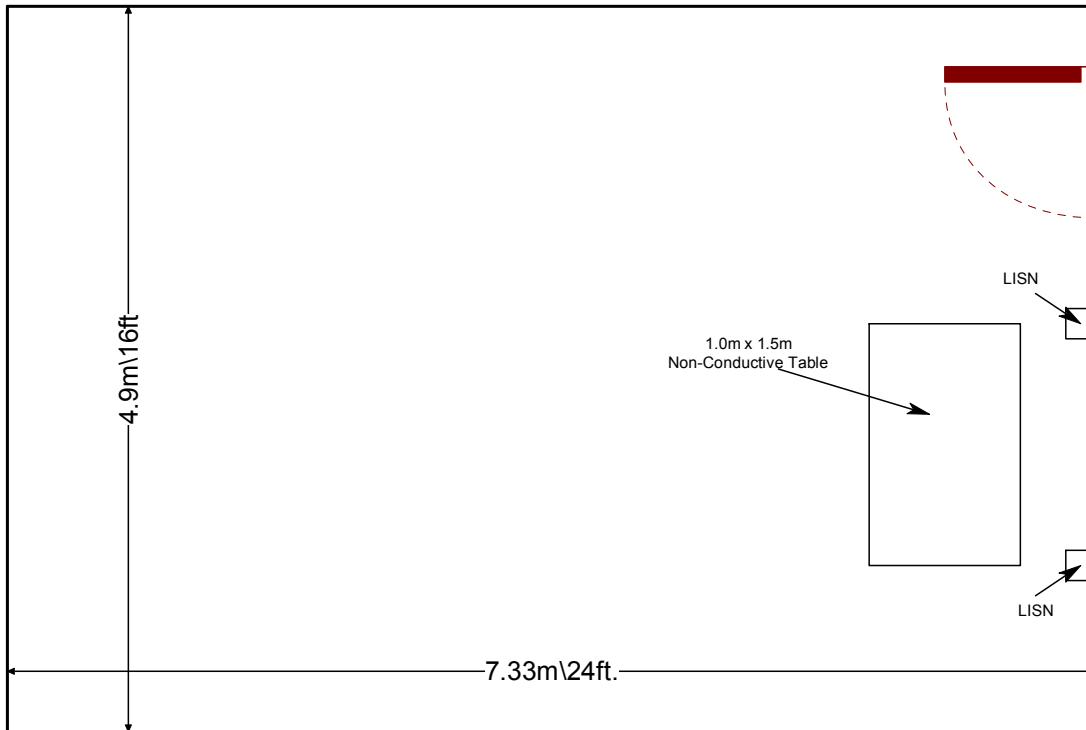 LISN
1.0m x 1.5m
Non-Conductive Table
4.9m\16ft
LISN
7.33m\24ft.